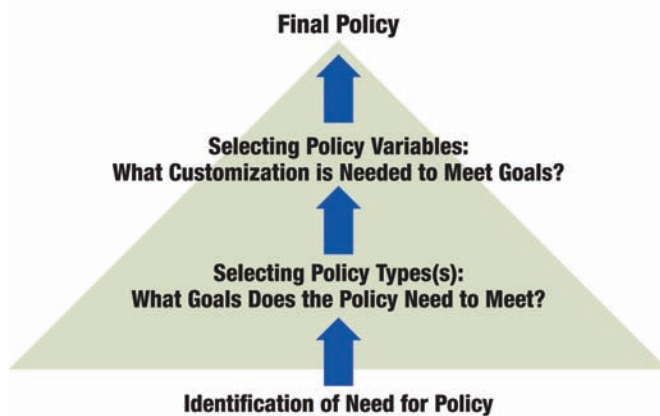 Final Policy
Selecting Policy Variables:
What Customization is Needed to Meet Goals?
Selecting Policy Types(s):
What Goals Does the Policy Need to Meet?
Identification of Need for Policy